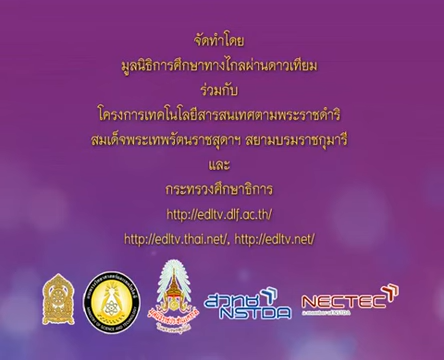 จัดทำโดย
มูลนิธิการศึกษาทางไกลผ่านดาวเทียม
ร่วมกับ
โครงการเทคโนโลยีสารสนเทศตามพระราชดำริ
สมเด็จพระเทพรัตนราชสุดาฯ สยามบรมราชกุมารี
และ
กระทรวงศึกษาธิการ
http://edltv.dlf.ac.th/
http://edltv.thai.net/, http://edltv.net/
สวทช
NSTDA
NECTEC